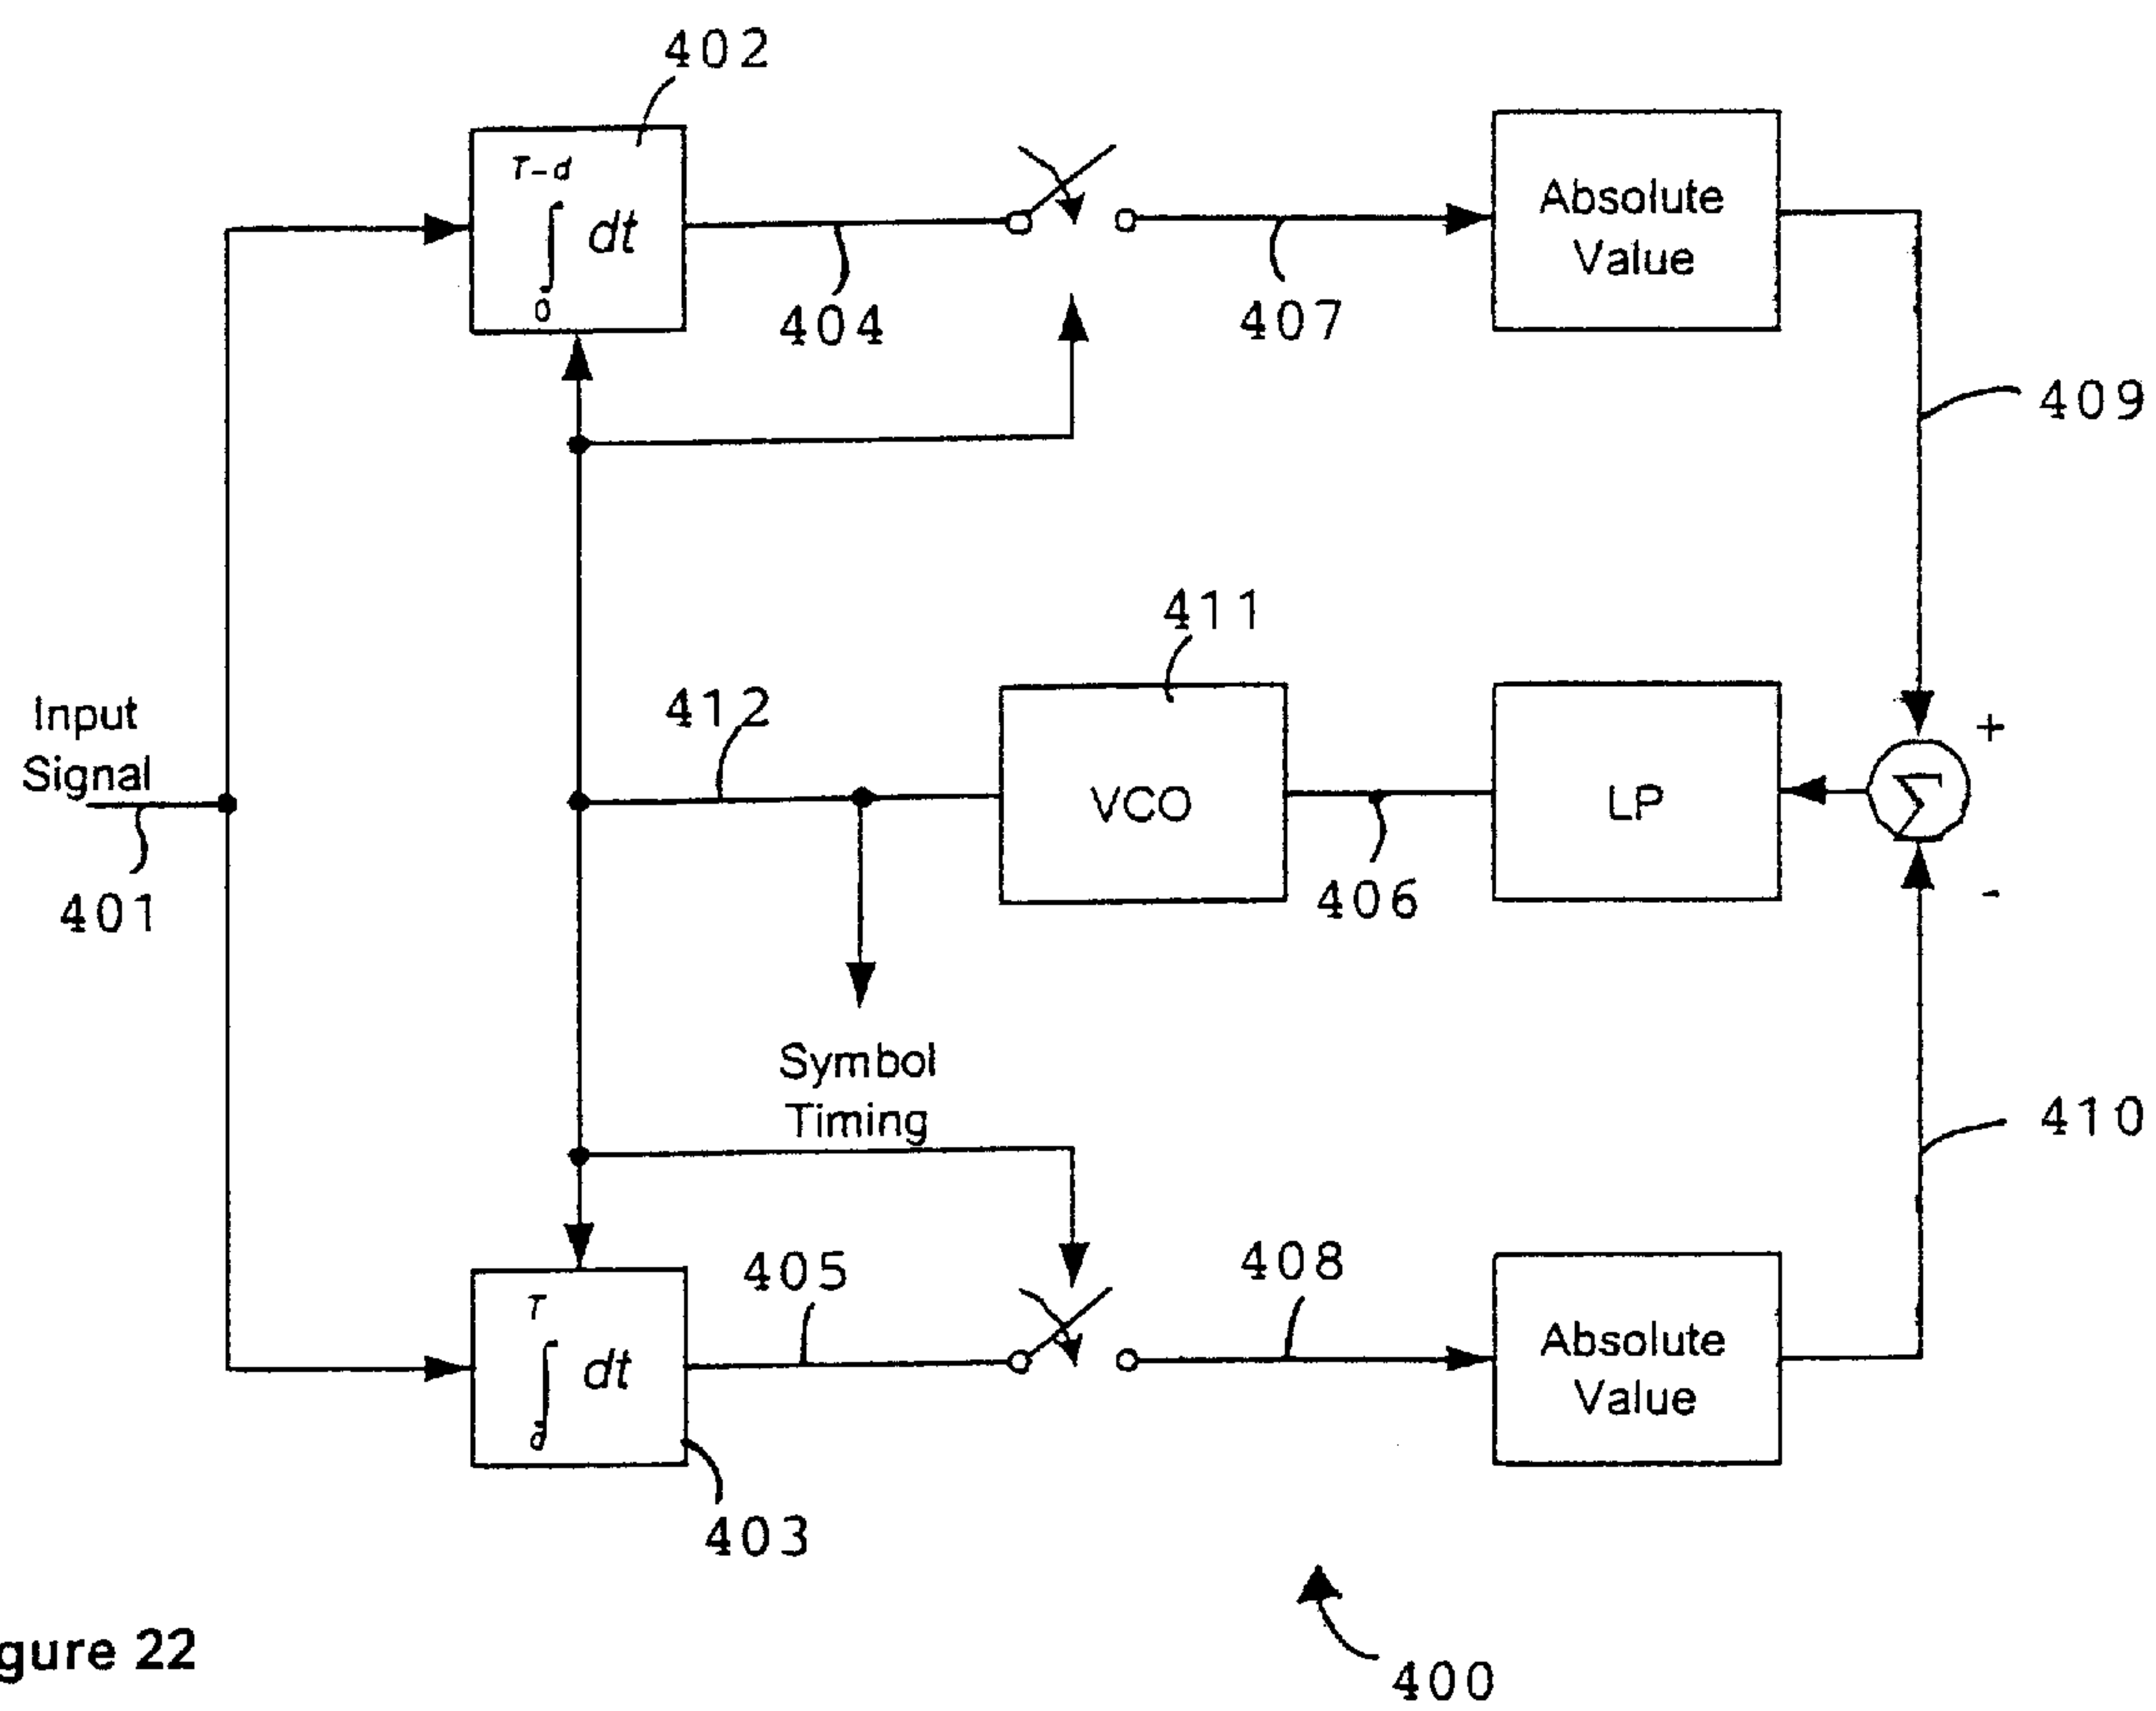 402
T-d
∫ dt
0
404
407
Absolute
Value
409
411
412
Input
Signal
VCO
LP
+
Σ
-
401
406
Symbol
Timing
410
405
408
T
∫ dt
d
Absolute
Value
403
gure 22
400